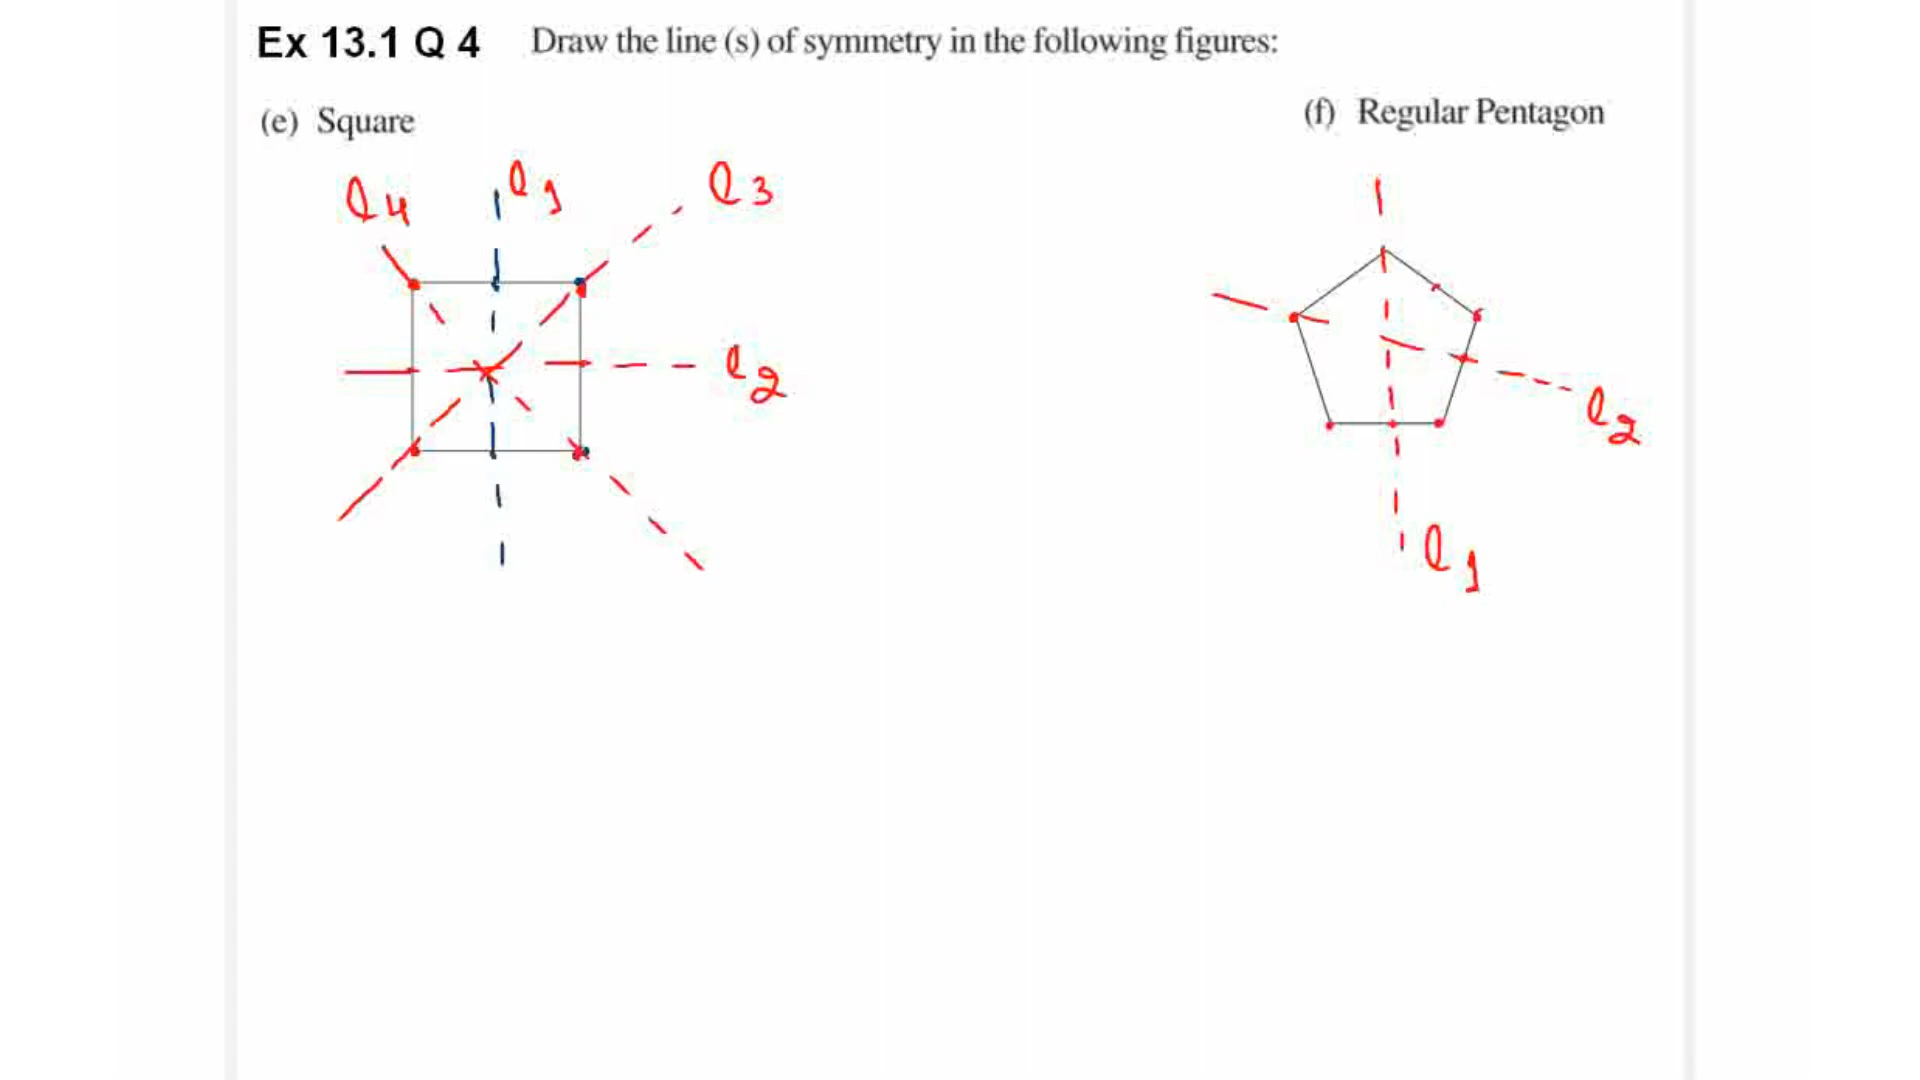 Ex 13.1 Q 4 Draw the line (s) of symmetry in the following figures:
(e) Square
(f) Regular Pentagon
l4 l1 l3
l2
l2
l1